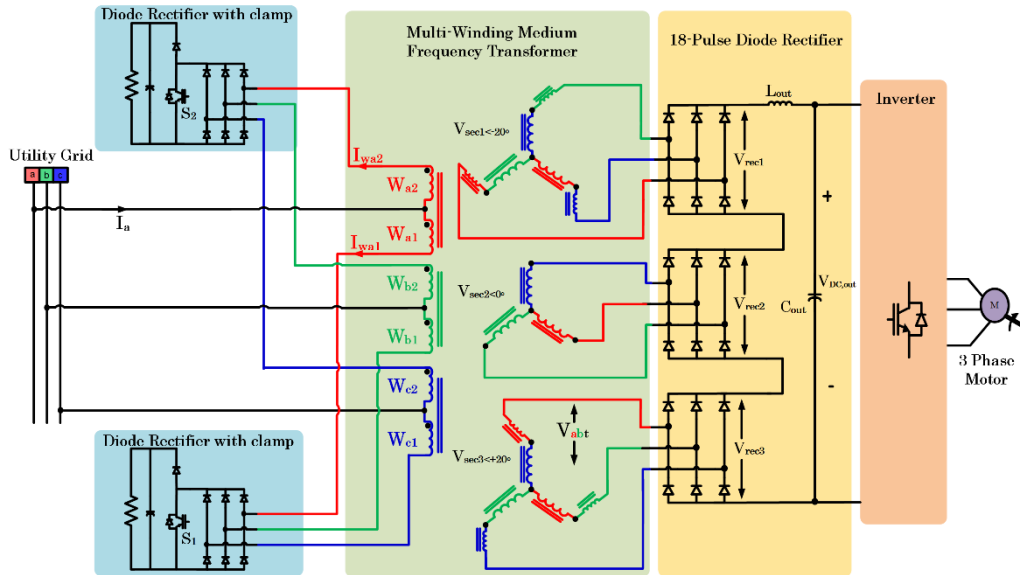 Diode Rectifier with clamp
S2
Multi-Winding Medium
Frequency Transformer
18-Pulse Diode Rectifier
Inverter
Utility Grid
a b c
Ia
Iwa2
Wa2
Wa1
Iwa1
Wb2
Wb1
Wc2
Wc1
Vsec1<-20°
Vsec2<0°
Vsec3<+20°
Vabt
Lout
Vrec1
Vrec2
Vrec3
+
VDC,out
Cout
-
M
3 Phase
Motor
Diode Rectifier with clamp
S1